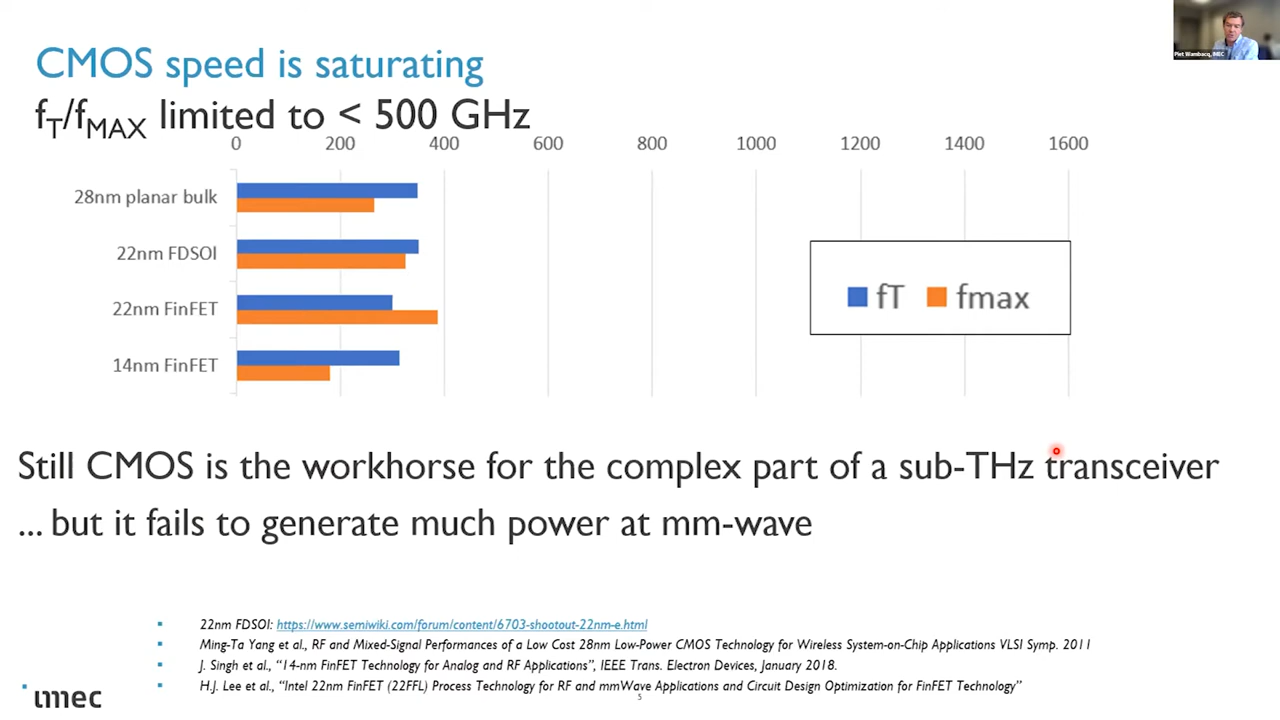 Piet Wambacq, IMEC
CMOS speed is saturating
fT/fMAX limited to < 500 GHz
0 200 400 600 800 1000 1200 1400 1600
28nm planar bulk
22nm FDSOI
22nm FinFET
14nm FinFET
fT fmax
Still CMOS is the workhorse for the complex part of a sub-THz transceiver
... but it fails to generate much power at mm-wave
22nm FDSOI: https://www.semiwiki.com/forum/content/6703-shootout-22nm-e.html
Ming-Ta Yang et al., RF and Mixed-Signal Performances of a Low Cost 28nm Low-Power CMOS Technology for Wireless System-on-Chip Applications VLSI Symp. 2011
J. Singh et al., "14-nm FinFET Technology for Analog and RF Applications", IEEE Trans. Electron Devices, January 2018.
H.J. Lee et al., "Intel 22nm FinFET (22FFL) Process Technology for RF and mmWave Applications and Circuit Design Optimization for FinFET Technology"
imec
5